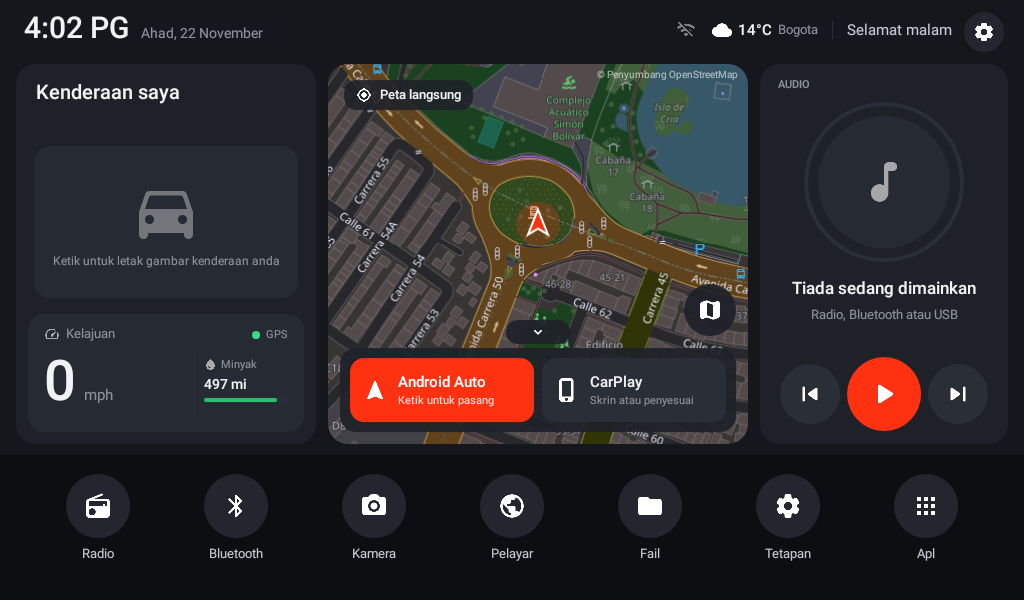 4:02 PG
Ahad, 22 November
14°C
Bogota
Selamat malam
Kenderaan saya
Ketik untuk letak gambar kenderaan anda
Kelajuan
GPS
0
mph
Minyak
497 mi
Peta langsung
© Penyumbang OpenStreetMap
Complejo
Acuático
Simón
Bolívar
Isla de
Cría
Cabaña
17
Cabaña
18
Carrera 55
Calle 61
Carrera 54A
Carrera 54
Carrera 53
nida Carrera 50
46-28
45-21
Calle 62
Carrera 45
Avenida Ca
Edificio
Calle 60
P
Android Auto
Ketik untuk pasang
CarPlay
Skrin atau penyesuai
AUDIO
Tiada sedang dimainkan
Radio, Bluetooth atau USB
Radio
Bluetooth
Kamera
Pelayar
Fail
Tetapan
Apl